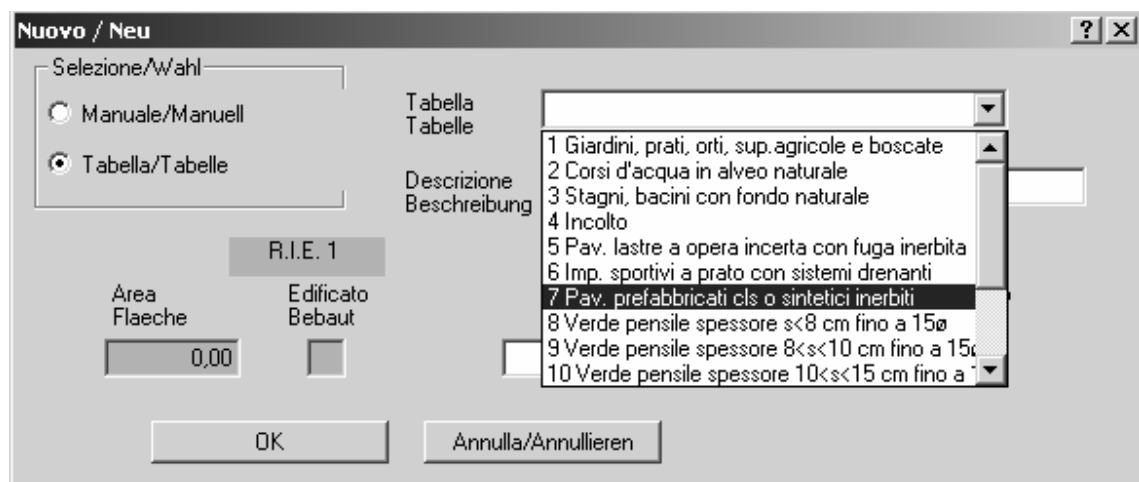 Nuovo / Neu
Selezione/Wahl
Manuale/Manuell
Tabella/Tabelle
Tabella
Tabelle
1 Giardini, prati, orti, sup.agricole e boscate
2 Corsi d'acqua in alveo naturale
3 Stagni, bacini con fondo naturale
4 Incolto
5 Pav. lastre a opera incerta con fuga inerbita
6 Imp. sportivi a prato con sistemi drenanti
7 Pav. prefabbricati cls o sintetici inerbiti
8 Verde pensile spessore s<8 cm fino a 15ø
9 Verde pensile spessore 8<s<10 cm fino a 15ø
10 Verde pensile spessore 10<s<15 cm fino a 1
Descrizione
Beschreibung
R.I.E. 1
Area
Flaeche
Edificato
Bebaut
0,00
OK
Annulla/Annullieren